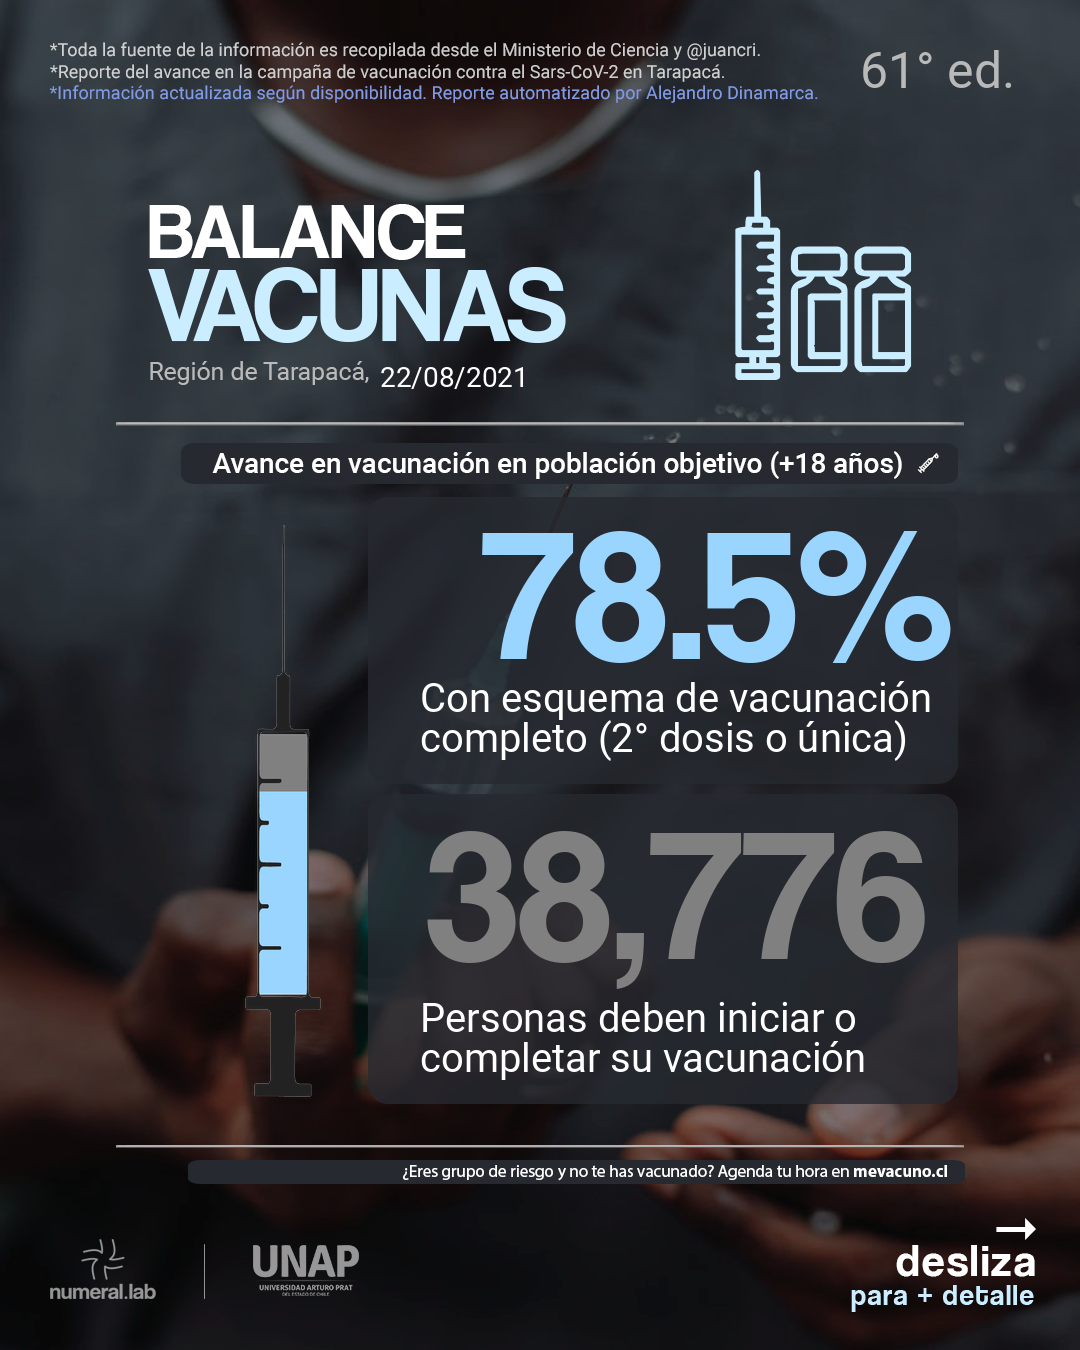 *Toda la fuente de la información es recopilada desde el Ministerio de Ciencia y @juancri.
*Reporte del avance en la campaña de vacunación contra el Sars-CoV-2 en Tarapacá.
*Información actualizada según disponibilidad. Reporte automatizado por Alejandro Dinamarca.
61° ed.
BALANCE
VACUNAS
Región de Tarapacá, 22/08/2021
Avance en vacunación en población objetivo (+18 años)
78.5%
Con esquema de vacunación
completo (2° dosis o única)
38,776
Personas deben iniciar o
completar su vacunación
¿Eres grupo de riesgo y no te has vacunado? Agenda tu hora en mevacuno.cl
numeral.lab
UNAP
UNIVERSIDAD ARTURO PRAT
DEL ESTADO DE CHILE
desliza
para + detalle